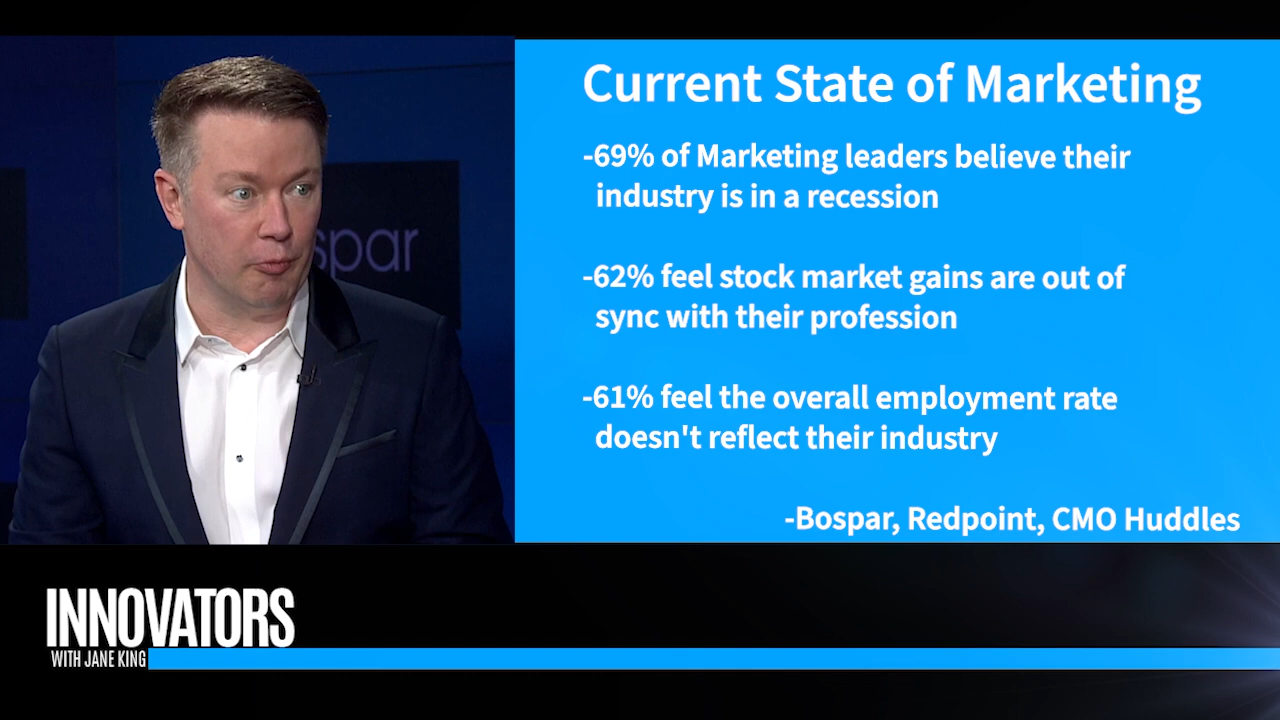 Current State of Marketing
-69% of Marketing leaders believe their
industry is in a recession
-62% feel stock market gains are out of
sync with their profession
-61% feel the overall employment rate
doesn't reflect their industry
-Bospar, Redpoint, CMO Huddles
spar
INNOVATORS
WITH JANE KING